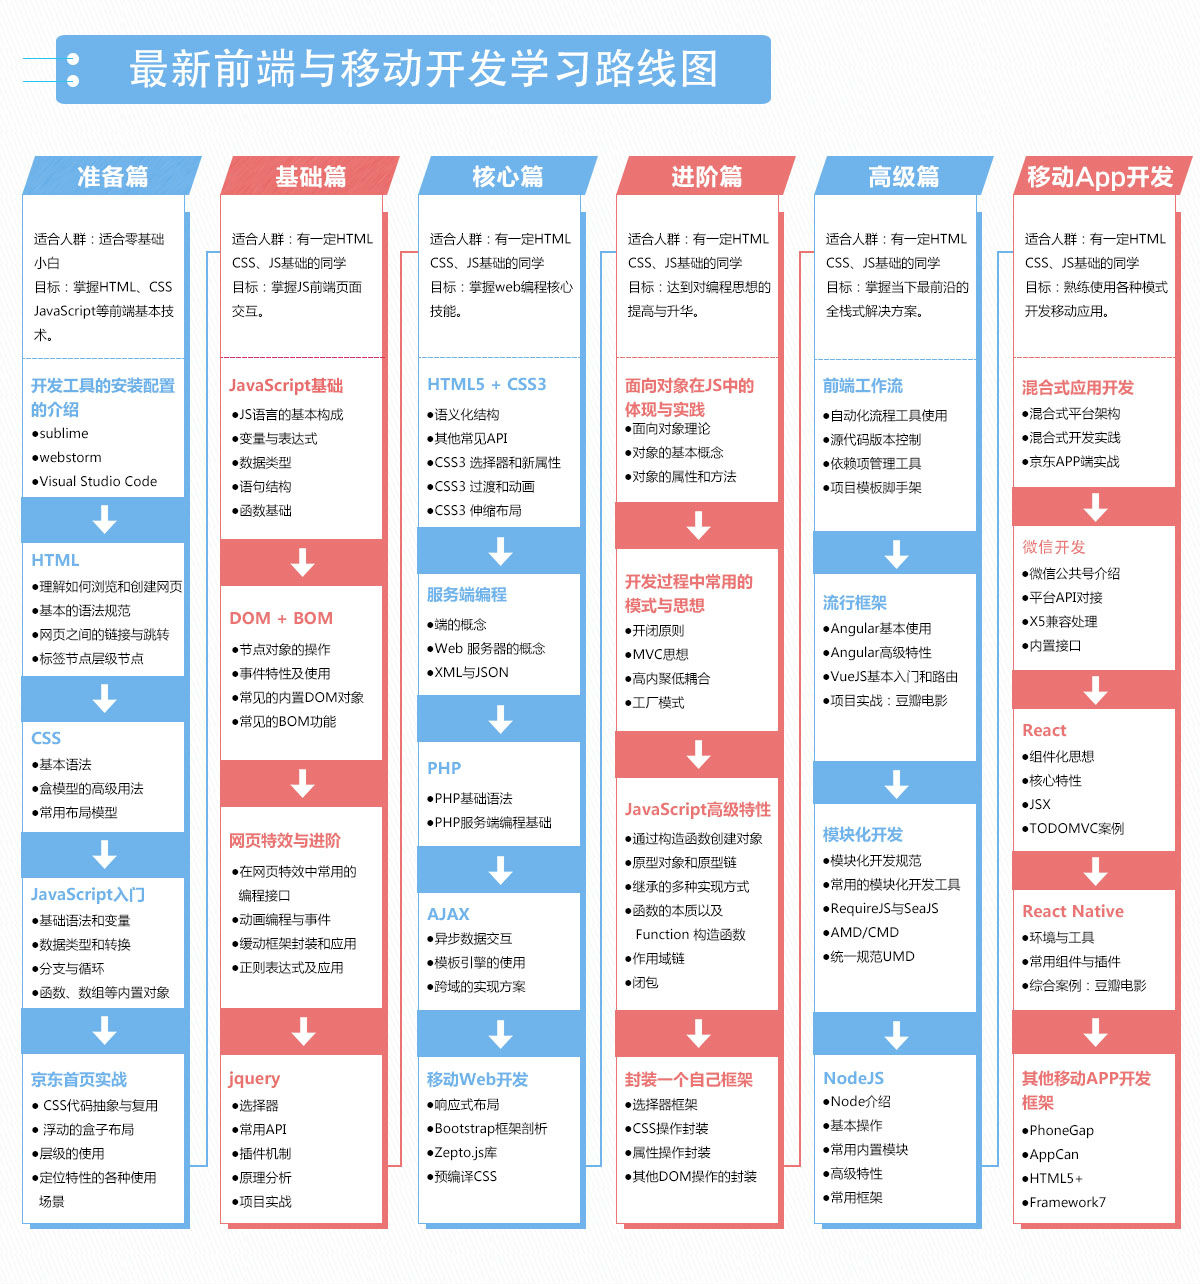 最新前端与移动开发学习路线图
准备篇
适合人群：适合零基础
小白
目标：掌握HTML、CSS
JavaScript等前端基本技
术。
开发工具的安装配置
的介绍
●sublime
●webstorm
●Visual Studio Code
HTML
●理解如何浏览和创建网页
●基本的语法规范
●网页之间的链接与跳转
●标签节点层级节点
CSS
●基本语法
●盒模型的高级用法
●常用布局模型
JavaScript入门
●基础语法和变量
●数据类型和转换
●分支与循环
●函数、数组等内置对象
京东首页实战
● CSS代码抽象与复用
● 浮动的盒子布局
●层级的使用
●定位特性的各种使用
场景
基础篇
适合人群：有一定HTML
CSS、JS基础的同学
目标：掌握JS前端页面
交互。
JavaScript基础
●JS语言的基本构成
●变量与表达式
●数据类型
●语句结构
●函数基础
DOM + BOM
●节点对象的操作
●事件特性及使用
●常见的内置DOM对象
●常见的BOM功能
网页特效与进阶
●在网页特效中常用的
编程接口
●动画编程与事件
●缓动框架封装和应用
●正则表达式及应用
jquery
●选择器
●常用API
●插件机制
●原理分析
●项目实战
核心篇
适合人群：有一定HTML
CSS、JS基础的同学
目标：掌握web编程核心
技能。
HTML5 + CSS3
●语义化结构
●其他常见API
●CSS3 选择器和新属性
●CSS3 过渡和动画
●CSS3 伸缩布局
服务端编程
●端的概念
●Web 服务器的概念
●XML与JSON
PHP
●PHP基础语法
●PHP服务端编程基础
AJAX
●异步数据交互
●模板引擎的使用
●跨域的实现方案
移动Web开发
●响应式布局
●Bootstrap框架剖析
●Zepto.js库
●预编译CSS
进阶篇
适合人群：有一定HTML
CSS、JS基础的同学
目标：达到对编程思想的
提高与升华。
面向对象在JS中的
体现与实践
●面向对象理论
●对象的基本概念
●对象的属性和方法
开发过程中常用的
模式与思想
●开闭原则
●MVC思想
●高内聚低耦合
●工厂模式
JavaScript高级特性
●通过构造函数创建对象
●原型对象和原型链
●继承的多种实现方式
●函数的本质以及
Function 构造函数
●作用域链
●闭包
封装一个自己框架
●选择器框架
●CSS操作封装
●属性操作封装
●其他DOM操作的封装
高级篇
适合人群：有一定HTML
CSS、JS基础的同学
目标：掌握当下最前沿的
全栈式解决方案。
前端工作流
●自动化流程工具使用
●源代码版本控制
●依赖项管理工具
●项目模板脚手架
流行框架
●Angular基本使用
●Angular高级特性
●VueJS基本入门和路由
●项目实战：豆瓣电影
模块化开发
●模块化开发规范
●常用的模块化开发工具
●RequireJS与SeaJS
●AMD/CMD
●统一规范UMD
NodeJS
●Node介绍
●基本操作
●常用内置模块
●高级特性
●常用框架
移动App开发
适合人群：有一定HTML
CSS、JS基础的同学
目标：熟练使用各种模式
开发移动应用。
混合式应用开发
●混合式平台架构
●混合式开发实践
●京东APP端实战
微信开发
●微信公共号介绍
●平台API对接
●X5兼容处理
●内置接口
React
●组件化思想
●核心特性
●JSX
●TODOMVC案例
React Native
●环境与工具
●常用组件与插件
●综合案例：豆瓣电影
其他移动APP开发
框架
●PhoneGap
●AppCan
●HTML5+
●Framework7